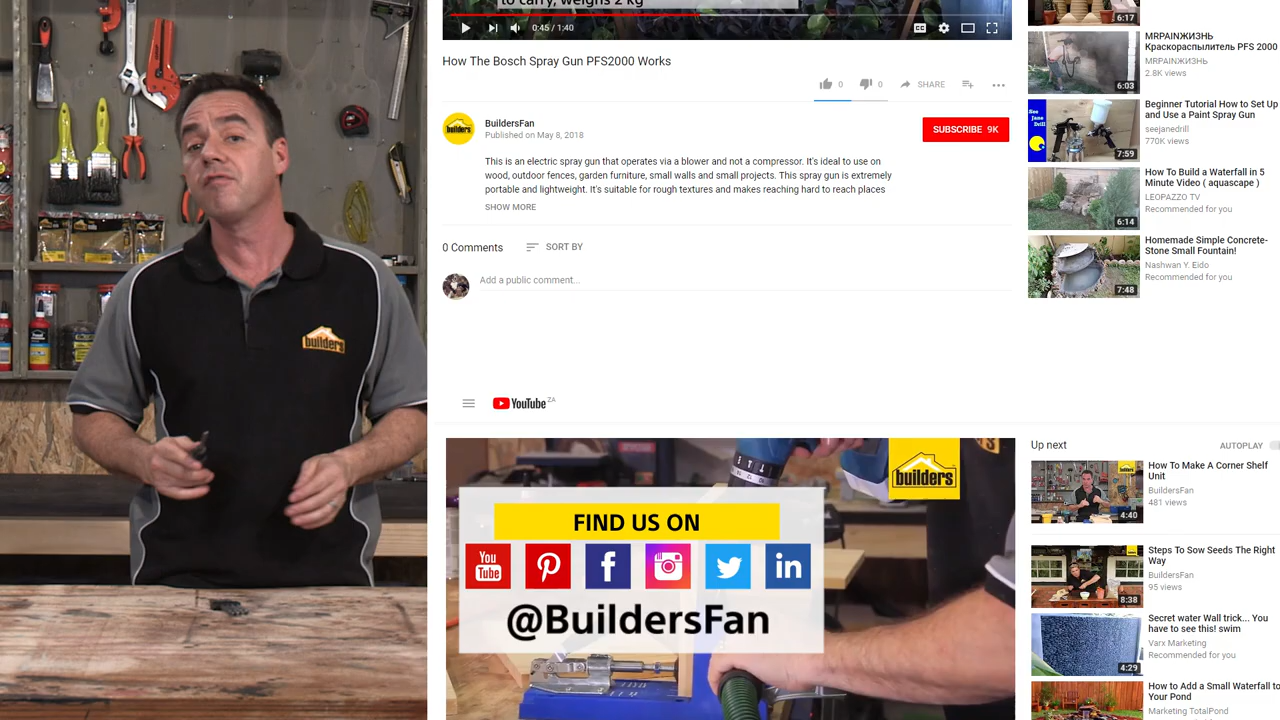 to carry, weighs 2 kg
0:45 / 1:40
CC
How The Bosch Spray Gun PFS2000 Works
0
0
SHARE
builders
BuildersFan
Published on May 8, 2018
SUBSCRIBE 9K
This is an electric spray gun that operates via a blower and not a compressor. It's ideal to use on
wood, outdoor fences, garden furniture, small walls and small projects. This spray gun is extremely
portable and lightweight. It's suitable for rough textures and makes reaching hard to reach places
SHOW MORE
0 Comments
SORT BY
Add a public comment...
6:17
MRPAINЖИЗНЬ
Краскораспылитель PFS 2000
MRPAINЖИЗНЬ
2.8K views
6:03
Beginner Tutorial How to Set Up
and Use a Paint Spray Gun
seejanedrill
770K views
See
Jane
Drill
7:59
How To Build a Waterfall in 5
Minute Video ( aquascape )
LEOPAZZO TV
Recommended for you
6:14
Homemade Simple Concrete-
Stone Small Fountain!
Nashwan Y. Eido
Recommended for you
7:48
builders
YouTube ZA
builders
FIND US ON
You
Tube
in
@BuildersFan
Up next
AUTOPLAY
How To Make A Corner Shelf
Unit
BuildersFan
481 views
4:40
Steps To Sow Seeds The Right
Way
BuildersFan
95 views
8:38
Secret water Wall trick... You
have to see this! swim
Varx Marketing
Recommended for you
4:29
How to Add a Small Waterfall to
Your Pond
Marketing TotalPond